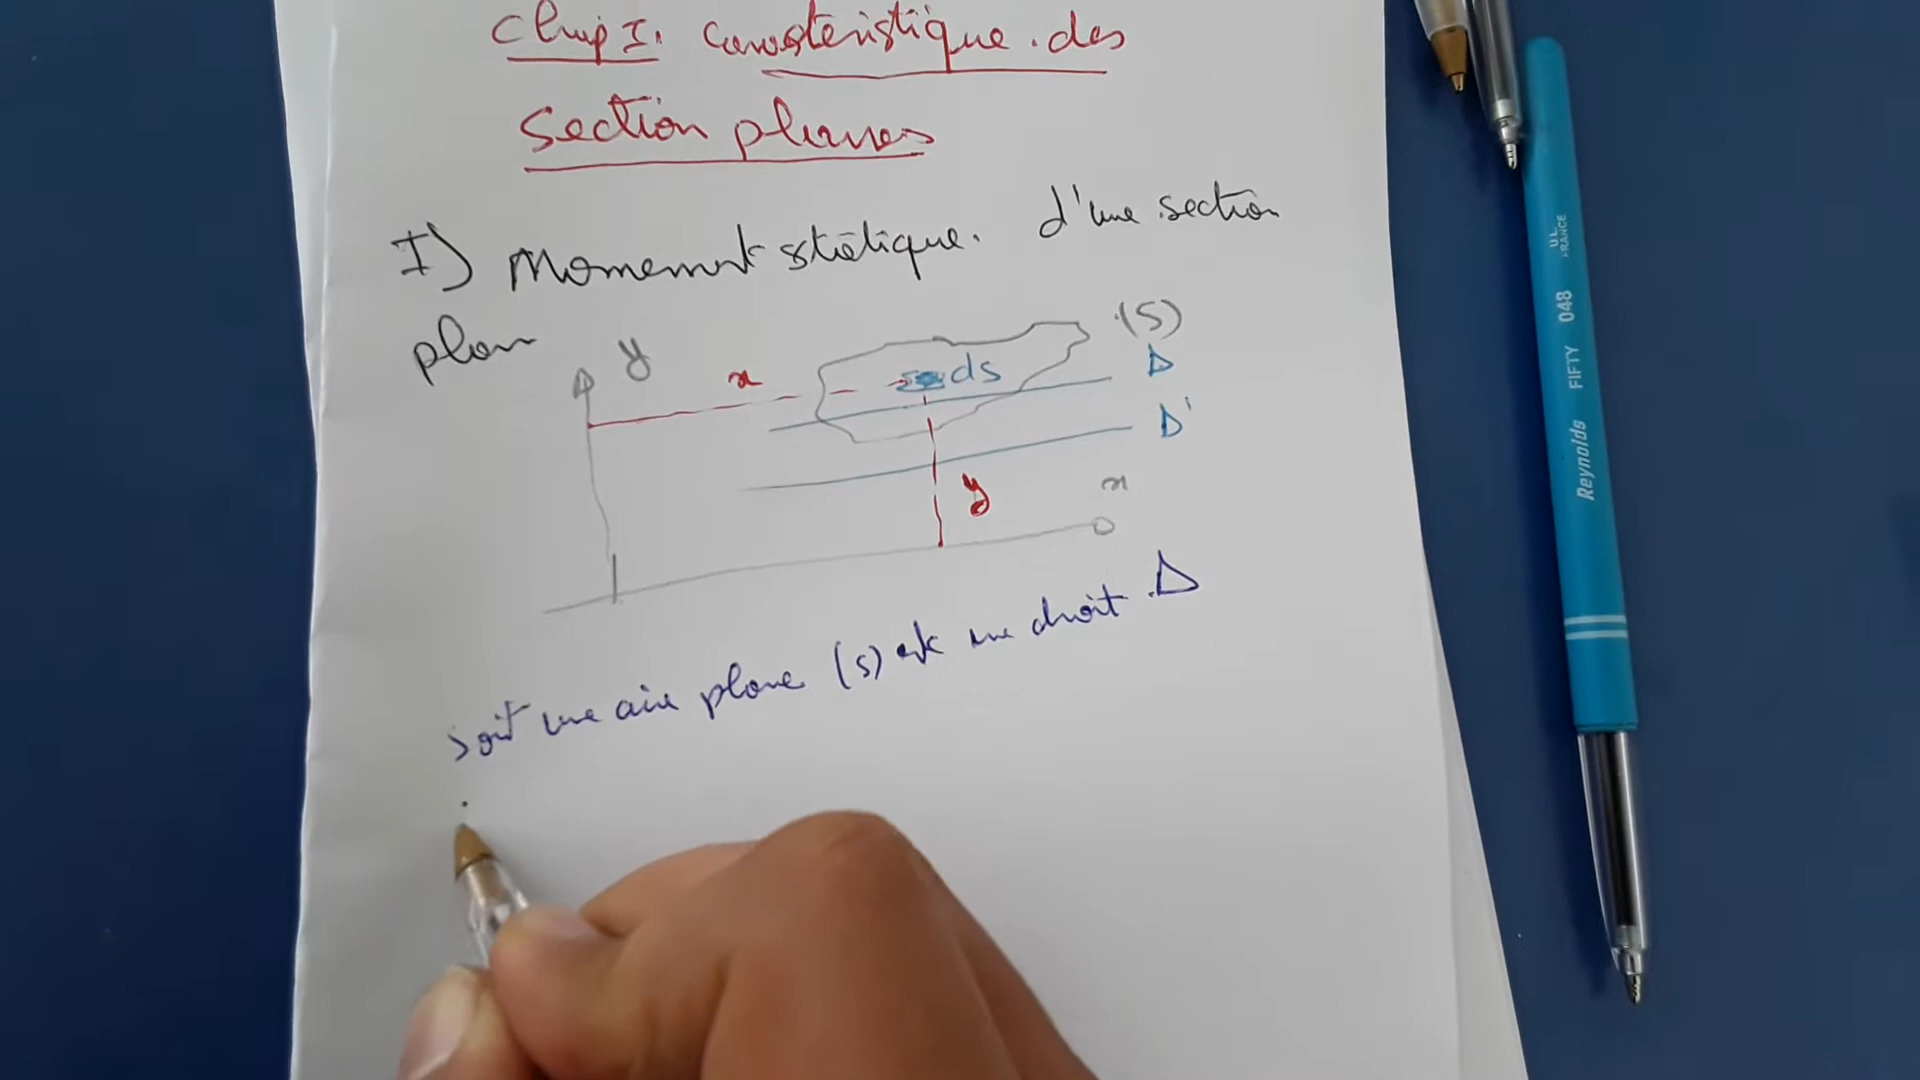 Chap I. caractéristique des
section planes
I) Moment statique. d'une section
plan
y
(S)
x
ds
Δ
Δ'
y
x
soit une aire plane (s) et une droit Δ
Reynolds FIFTY 048
FRANCE